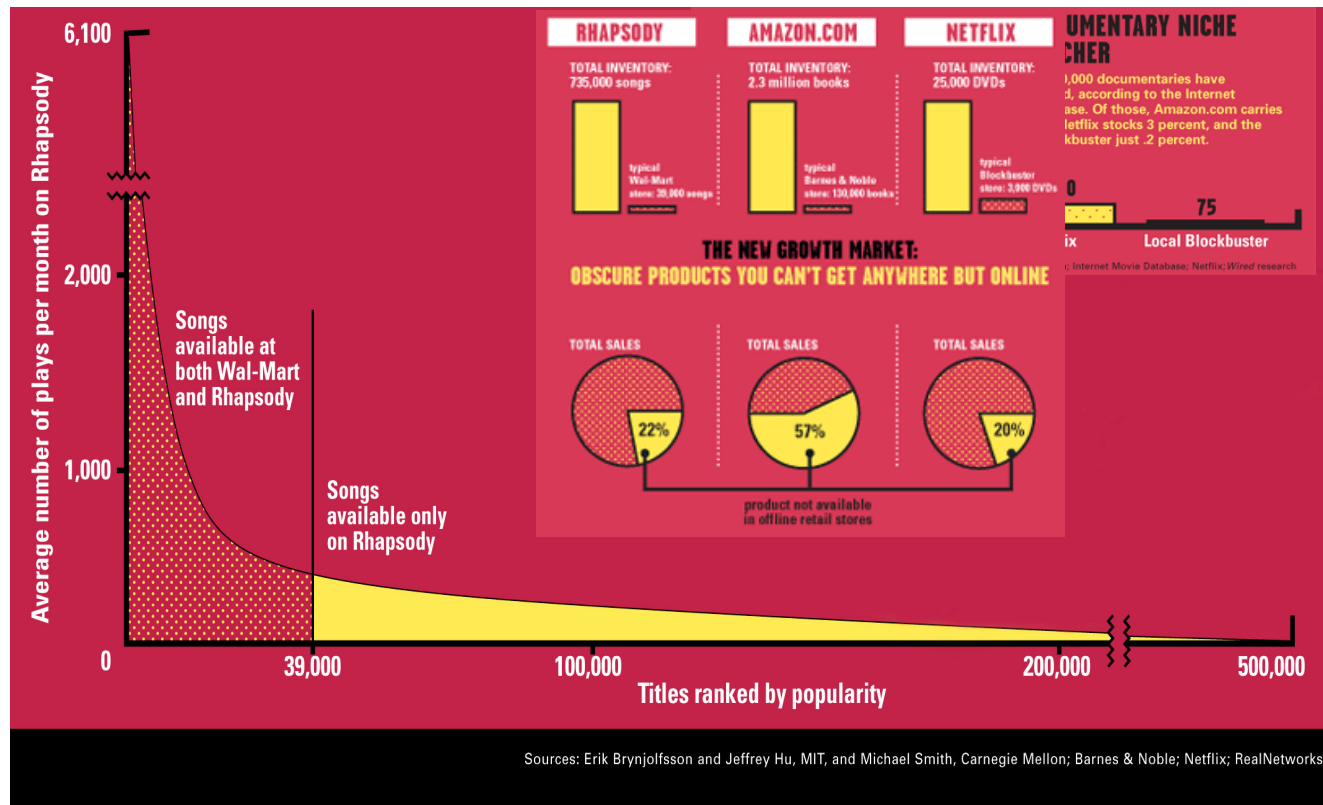 6,100
2,000
1,000
0
Average number of plays per month on Rhapsody
Songs
available at
both Wal-Mart
and Rhapsody
Songs
available only
on Rhapsody
39,000
100,000
200,000
500,000
Titles ranked by popularity
RHAPSODY
TOTAL INVENTORY:
735,000 songs
typical
Wal-Mart
store: 39,000 songs
AMAZON.COM
TOTAL INVENTORY:
2.3 million books
typical
Barnes & Noble
store: 130,000 books
NETFLIX
TOTAL INVENTORY:
25,000 DVDs
typical
Blockbuster
store: 3,000 DVDs
THE NEW GROWTH MARKET:
OBSCURE PRODUCTS YOU CAN'T GET ANYWHERE BUT ONLINE
TOTAL SALES
22%
TOTAL SALES
57%
TOTAL SALES
20%
product not available
in offline retail stores
UMENTARY NICHE
CHER
0,000 documentaries have
d, according to the Internet
ase. Of those, Amazon.com carries
Netflix stocks 3 percent, and the
kbuster just .2 percent.
0
75
ix
Local Blockbuster
; Internet Movie Database; Netflix; Wired research
Sources: Erik Brynjolfsson and Jeffrey Hu, MIT, and Michael Smith, Carnegie Mellon; Barnes & Noble; Netflix; RealNetworks